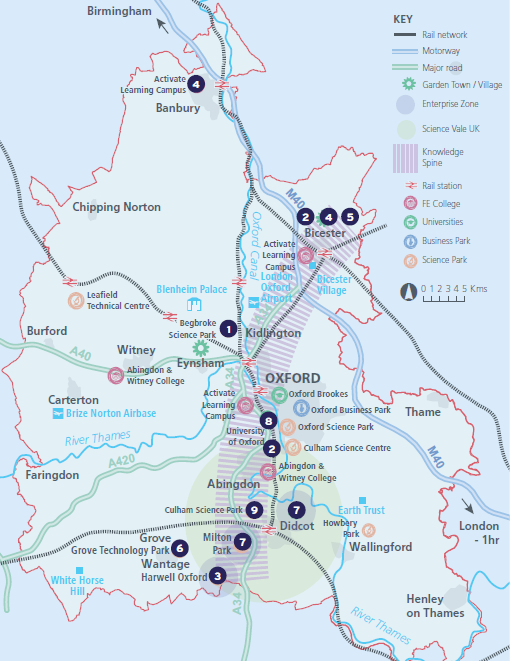 Birmingham
KEY
Rail network
Motorway
Major road
Garden Town / Village
Enterprise Zone
Science Vale UK
Knowledge
Spine
Rail station
FE College
Universities
Business Park
Science Park
0 1 2 3 4 5 Kms
Activate
Learning Campus
4
Banbury
M40
Chipping Norton
Oxford Canal
2
4
5
Bicester
Activate
Learning
Campus
Bicester
Village
London
Oxford
Airport
Blenheim Palace
Leafield
Technical Centre
Begbroke
Science Park
1
Kidlington
Burford
A40
Witney
Eynsham
Abingdon &
Witney College
A34
OXFORD
Carterton
Brize Norton Airbase
Activate
Learning
Campus
Oxford Brookes
Oxford Business Park
Thame
River Thames
8
University
of Oxford
Oxford Science Park
2
Culham Science Centre
M40
A420
Faringdon
Abingdon &
Witney College
Abingdon
Culham Science Park
9
7
Didcot
Earth Trust
London
- 1hr
Howbery
Park
Wallingford
Grove
Grove Technology Park
6
Milton
Park
7
Wantage
Harwell Oxford
3
White Horse
Hill
A34
River Thames
Henley
on Thames